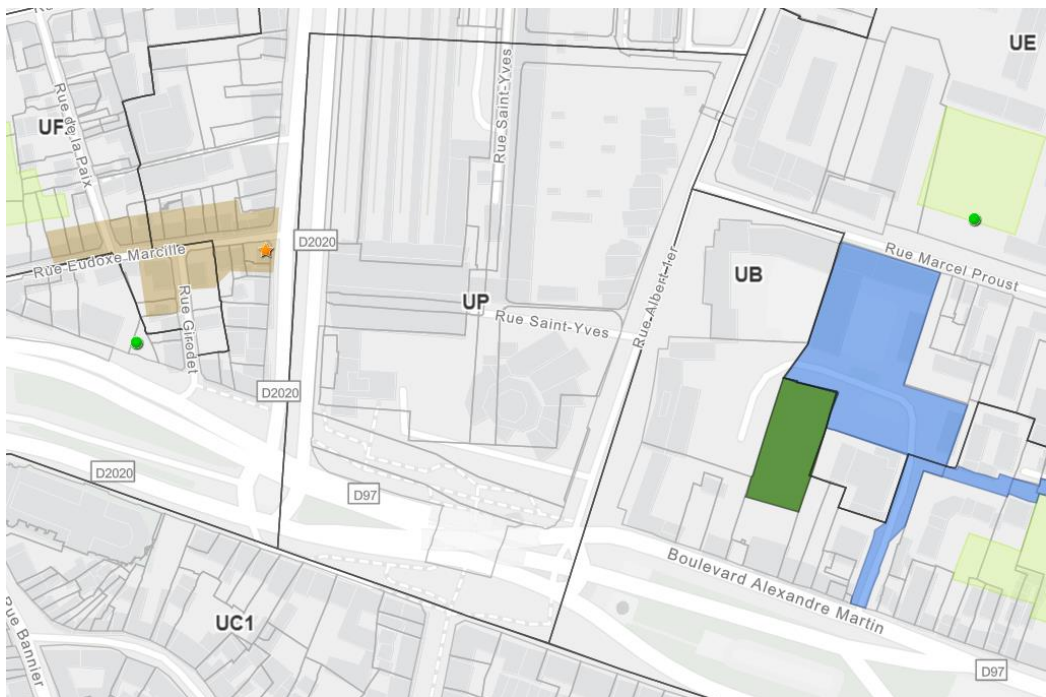 UE
Rue de la Paix
UF
Rue Saint-Yves
Rue Eudoxe Marcille
D2020
Rue Albert 1er
Rue Marcel Proust
UB
UP
Rue Saint-Yves
Rue Girodet
D2020
D2020
D97
Boulevard Alexandre Martin
UC1
Rue Bannier
D97